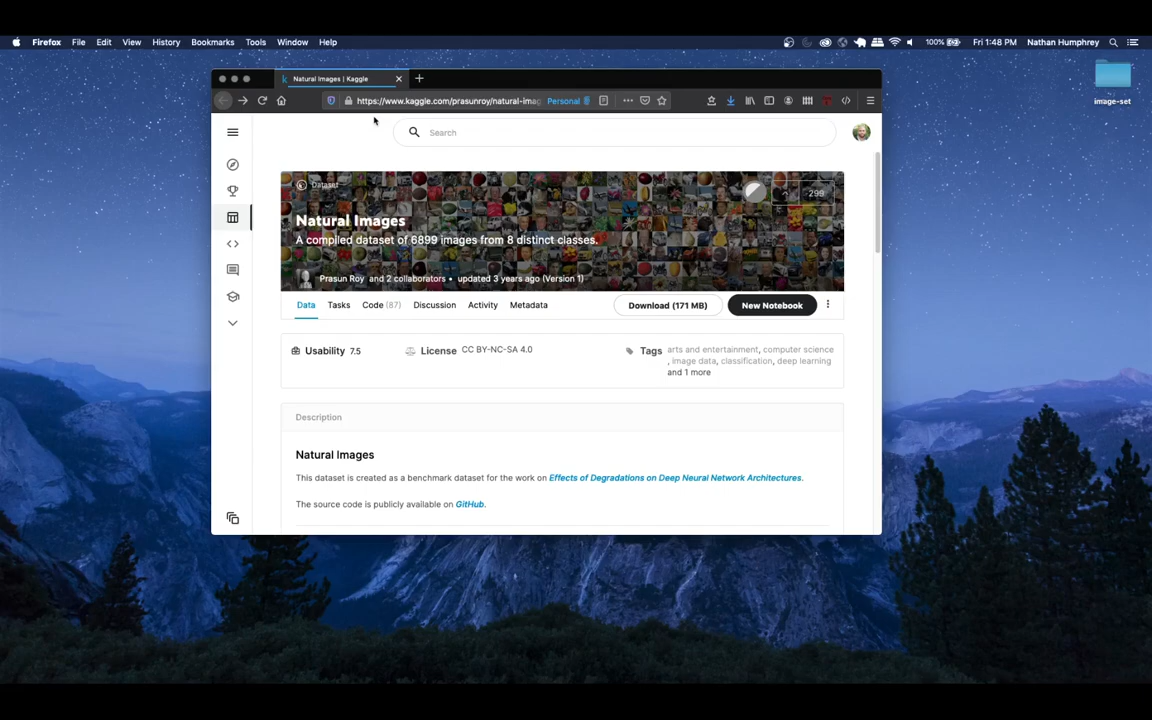 Firefox File Edit View History Bookmarks Tools Window Help 100% Fri 1:48 PM Nathan Humphrey
image-set
Natural Images | Kaggle
https://www.kaggle.com/prasunroy/natural-imag Personal
Search
Dataset
299
Natural Images
A compiled dataset of 6899 images from 8 distinct classes.
Prasun Roy and 2 collaborators • updated 3 years ago (Version 1)
Data Tasks Code (87) Discussion Activity Metadata Download (171 MB) New Notebook
Usability 7.5 License CC BY-NC-SA 4.0 Tags arts and entertainment, computer science
, image data, classification, deep learning
and 1 more
Description
Natural Images
This dataset is created as a benchmark dataset for the work on Effects of Degradations on Deep Neural Network Architectures.
The source code is publicly available on GitHub.